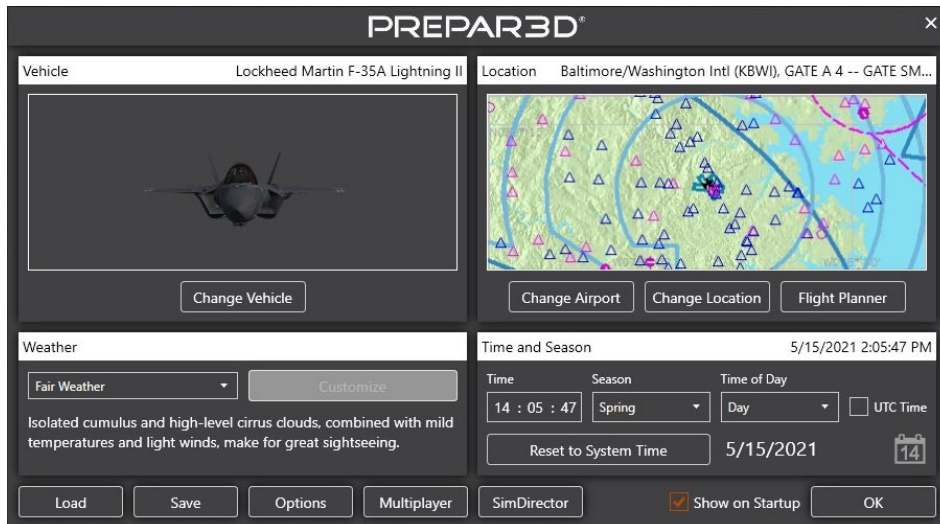 PREPAR3D®
Vehicle
Lockheed Martin F-35A Lightning II
Change Vehicle
Location
Baltimore/Washington Intl (KBWI), GATE A 4 -- GATE SM...
Change Airport
Change Location
Flight Planner
Weather
Fair Weather
Customize
Isolated cumulus and high-level cirrus clouds, combined with mild
temperatures and light winds, make for great sightseeing.
Time and Season
5/15/2021 2:05:47 PM
Time
Season
Time of Day
14 : 05 : 47
Spring
Day
UTC Time
Reset to System Time
5/15/2021
14
Load
Save
Options
Multiplayer
SimDirector
Show on Startup
OK